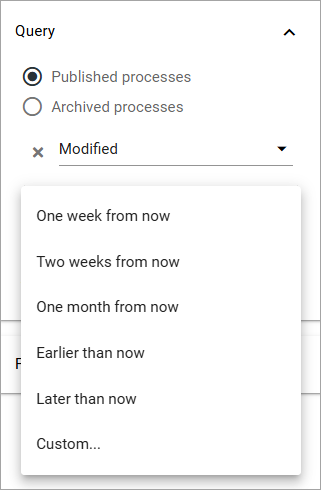 Query
Published processes
Archived processes
Modified
One week from now
Two weeks from now
One month from now
Earlier than now
Later than now
Custom...